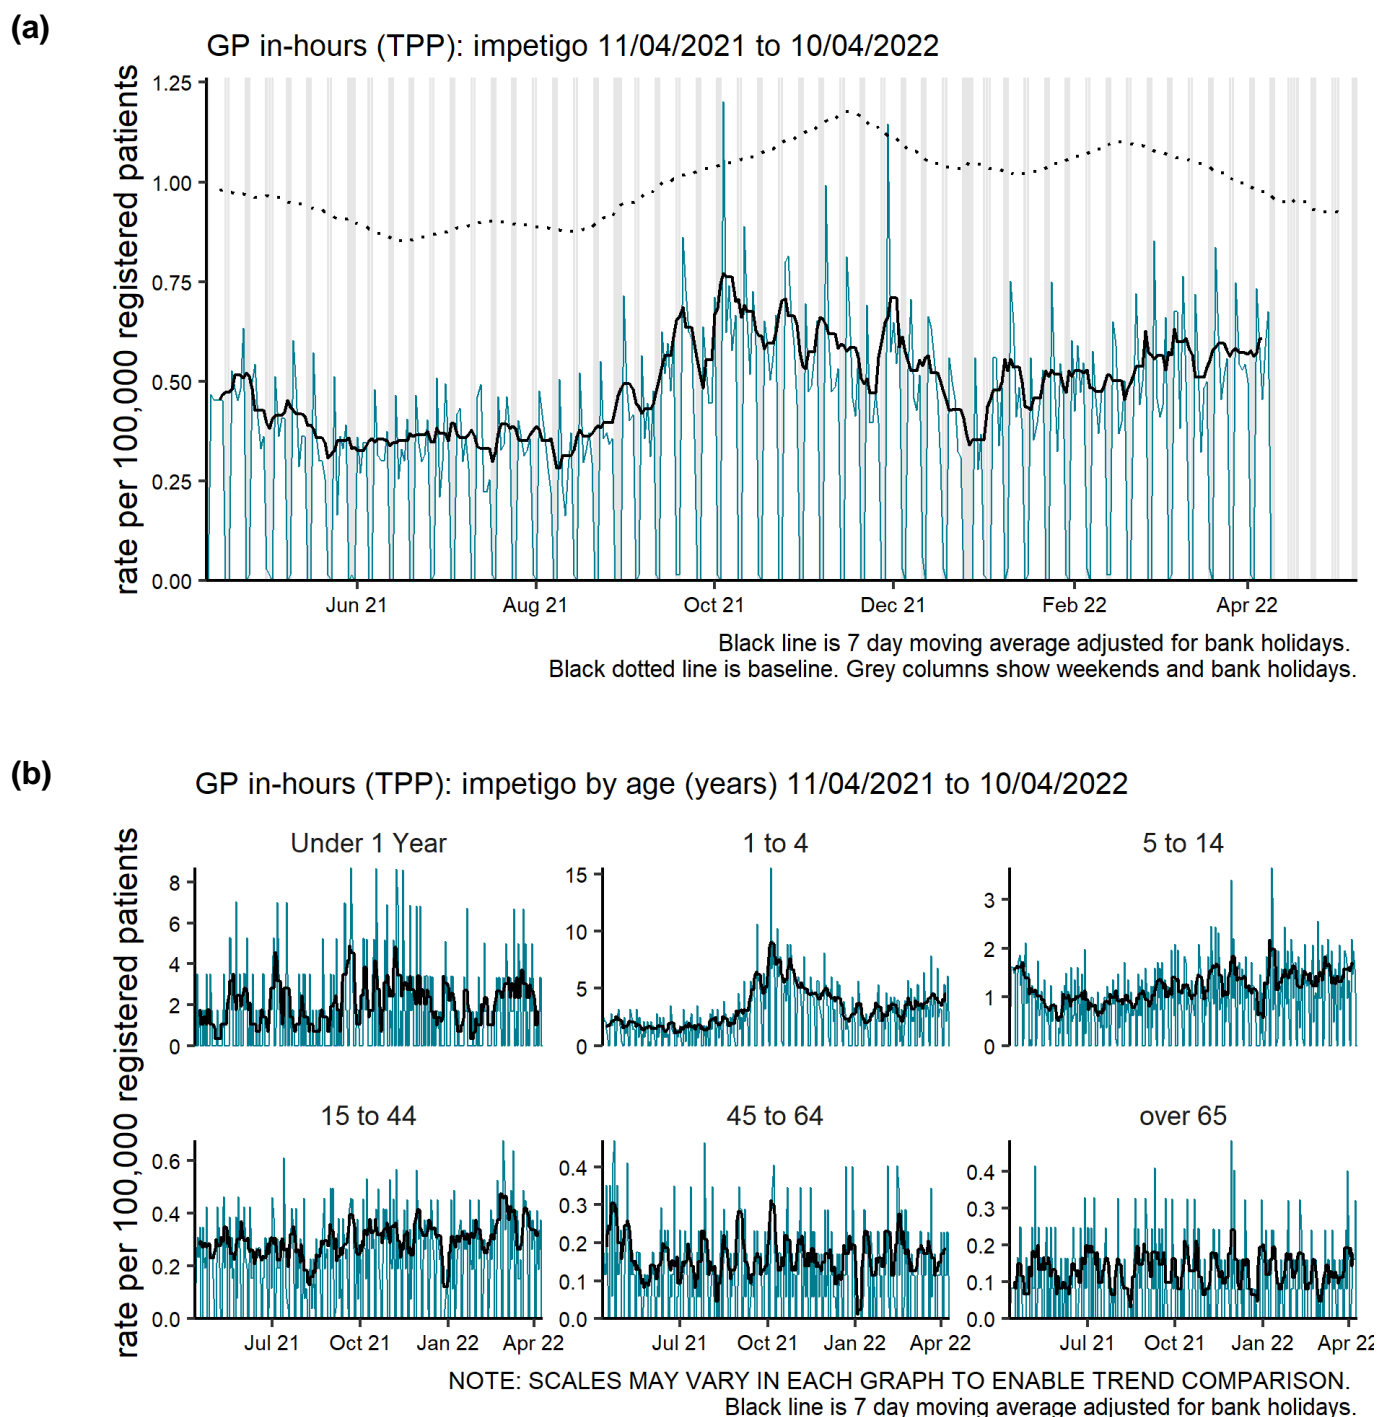 (a)
GP in-hours (TPP): impetigo 11/04/2021 to 10/04/2022
rate per 100,000 registered patients
1.25
1.00
0.75
0.50
0.25
0.00
Jun 21
Aug 21
Oct 21
Dec 21
Feb 22
Apr 22
Black line is 7 day moving average adjusted for bank holidays.
Black dotted line is baseline. Grey columns show weekends and bank holidays.
(b)
GP in-hours (TPP): impetigo by age (years) 11/04/2021 to 10/04/2022
rate per 100,000 registered patients
Under 1 Year
8
6
4
2
0
1 to 4
15
10
5
0
5 to 14
3
2
1
0
15 to 44
0.6
0.4
0.2
0.0
Jul 21
Oct 21
Jan 22
Apr 22
45 to 64
0.4
0.3
0.2
0.1
0.0
Jul 21
Oct 21
Jan 22
Apr 22
over 65
0.4
0.3
0.2
0.1
0.0
Jul 21
Oct 21
Jan 22
Apr 22
NOTE: SCALES MAY VARY IN EACH GRAPH TO ENABLE TREND COMPARISON.
Black line is 7 day moving average adjusted for bank holidays.